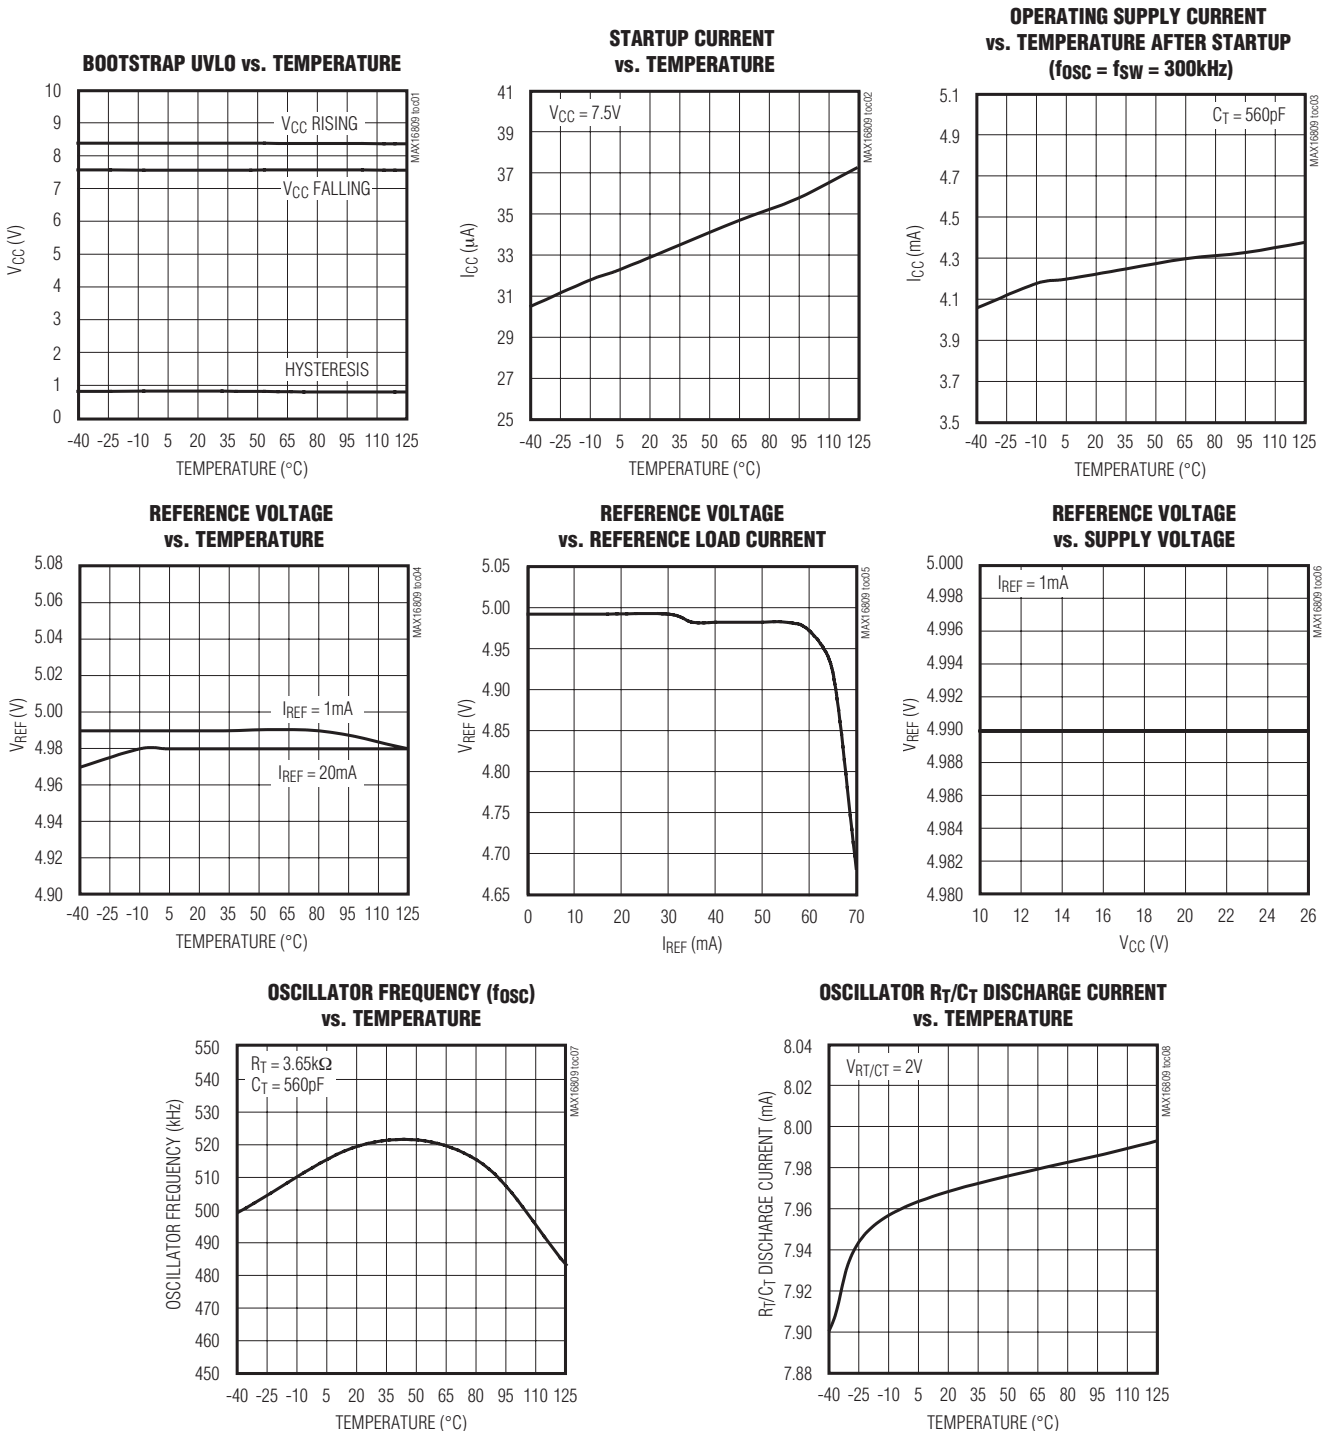 BOOTSTRAP UVLO vs. TEMPERATURE
10
9
8
7
6
5
4
3
2
1
0
VCC (V)
VCC RISING
VCC FALLING
HYSTERESIS
MAX16809 toc01
-40 -25 -10 5 20 35 50 65 80 95 110 125
TEMPERATURE (°C)
STARTUP CURRENT
vs. TEMPERATURE
41
39
37
35
33
31
29
27
25
ICC (μA)
VCC = 7.5V
MAX16809 toc02
-40 -25 -10 5 20 35 50 65 80 95 110 125
TEMPERATURE (°C)
OPERATING SUPPLY CURRENT
vs. TEMPERATURE AFTER STARTUP
(fOSC = fSW = 300kHz)
5.1
4.9
4.7
4.5
4.3
4.1
3.9
3.7
3.5
ICC (mA)
CT = 560pF
MAX16809 toc03
-40 -25 -10 5 20 35 50 65 80 95 110 125
TEMPERATURE (°C)
REFERENCE VOLTAGE
vs. TEMPERATURE
5.08
5.06
5.04
5.02
5.00
4.98
4.96
4.94
4.92
4.90
VREF (V)
IREF = 1mA
IREF = 20mA
MAX16809 toc04
-40 -25 -10 5 20 35 50 65 80 95 110 125
TEMPERATURE (°C)
REFERENCE VOLTAGE
vs. REFERENCE LOAD CURRENT
5.05
5.00
4.95
4.90
4.85
4.80
4.75
4.70
4.65
VREF (V)
MAX16809 toc05
0 10 20 30 40 50 60 70
IREF (mA)
REFERENCE VOLTAGE
vs. SUPPLY VOLTAGE
5.000
4.998
4.996
4.994
4.992
4.990
4.988
4.986
4.984
4.982
4.980
VREF (V)
IREF = 1mA
MAX16809 toc06
10 12 14 16 18 20 22 24 26
VCC (V)
OSCILLATOR FREQUENCY (fOSC)
vs. TEMPERATURE
550
540
530
520
510
500
490
480
470
460
450
OSCILLATOR FREQUENCY (kHz)
RT = 3.65kΩ
CT = 560pF
MAX16809 toc07
-40 -25 -10 5 20 35 50 65 80 95 110 125
TEMPERATURE (°C)
OSCILLATOR RT/CT DISCHARGE CURRENT
vs. TEMPERATURE
8.04
8.02
8.00
7.98
7.96
7.94
7.92
7.90
7.88
RT/CT DISCHARGE CURRENT (mA)
VRT/CT = 2V
MAX16809 toc08
-40 -25 -10 5 20 35 50 65 80 95 110 125
TEMPERATURE (°C)